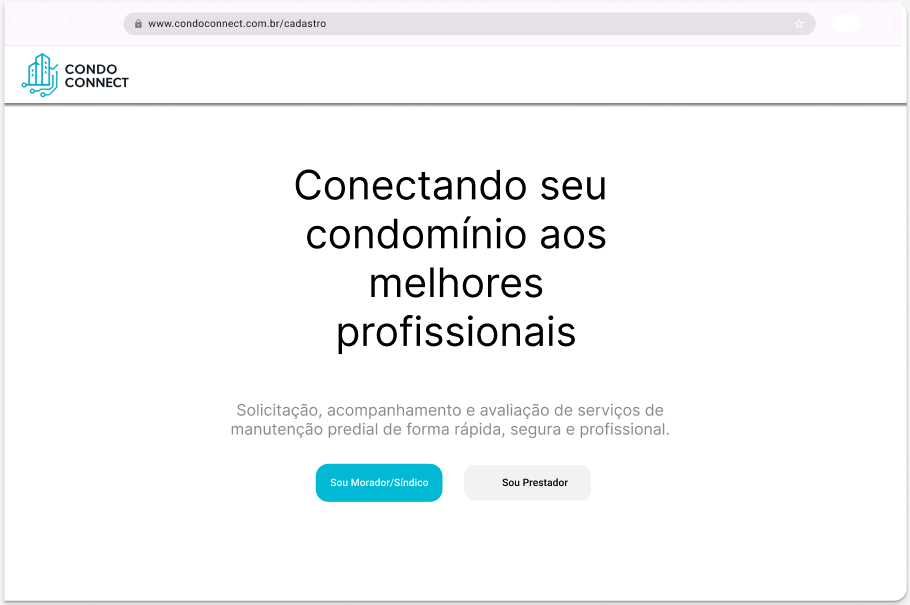 www.condoconnect.com.br/cadastro
CONDO
CONNECT
Conectando seu
condomínio aos
melhores
profissionais
Solicitação, acompanhamento e avaliação de serviços de
manutenção predial de forma rápida, segura e profissional.
Sou Morador/Síndico
Sou Prestador